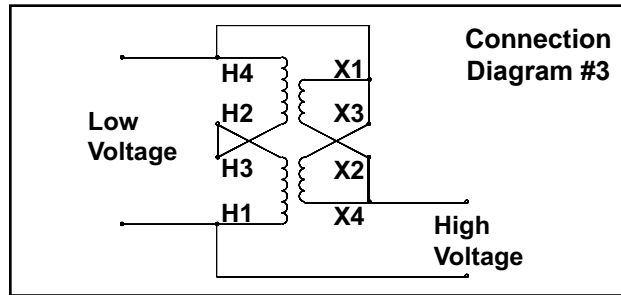 Connection
Diagram #3
H4
X1
H2
X3
Low
Voltage
H3
X2
H1
X4
High
Voltage